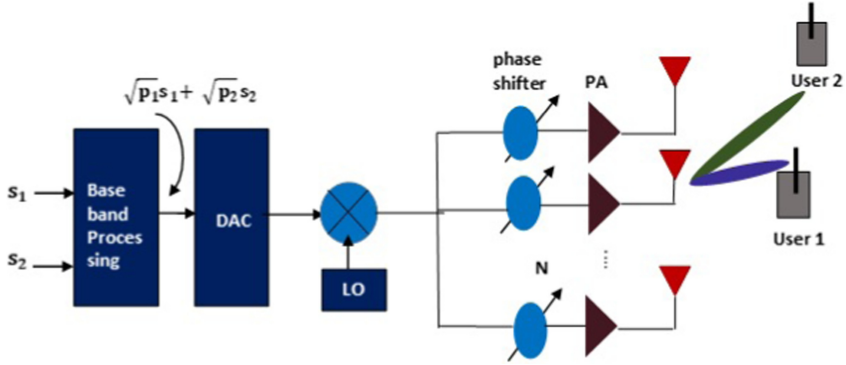 phase
shifter
PA
User 2
√p₁s₁+ √p₂s₂
s₁
s₂
Base
band
Proces
sing
DAC
LO
N
User 1